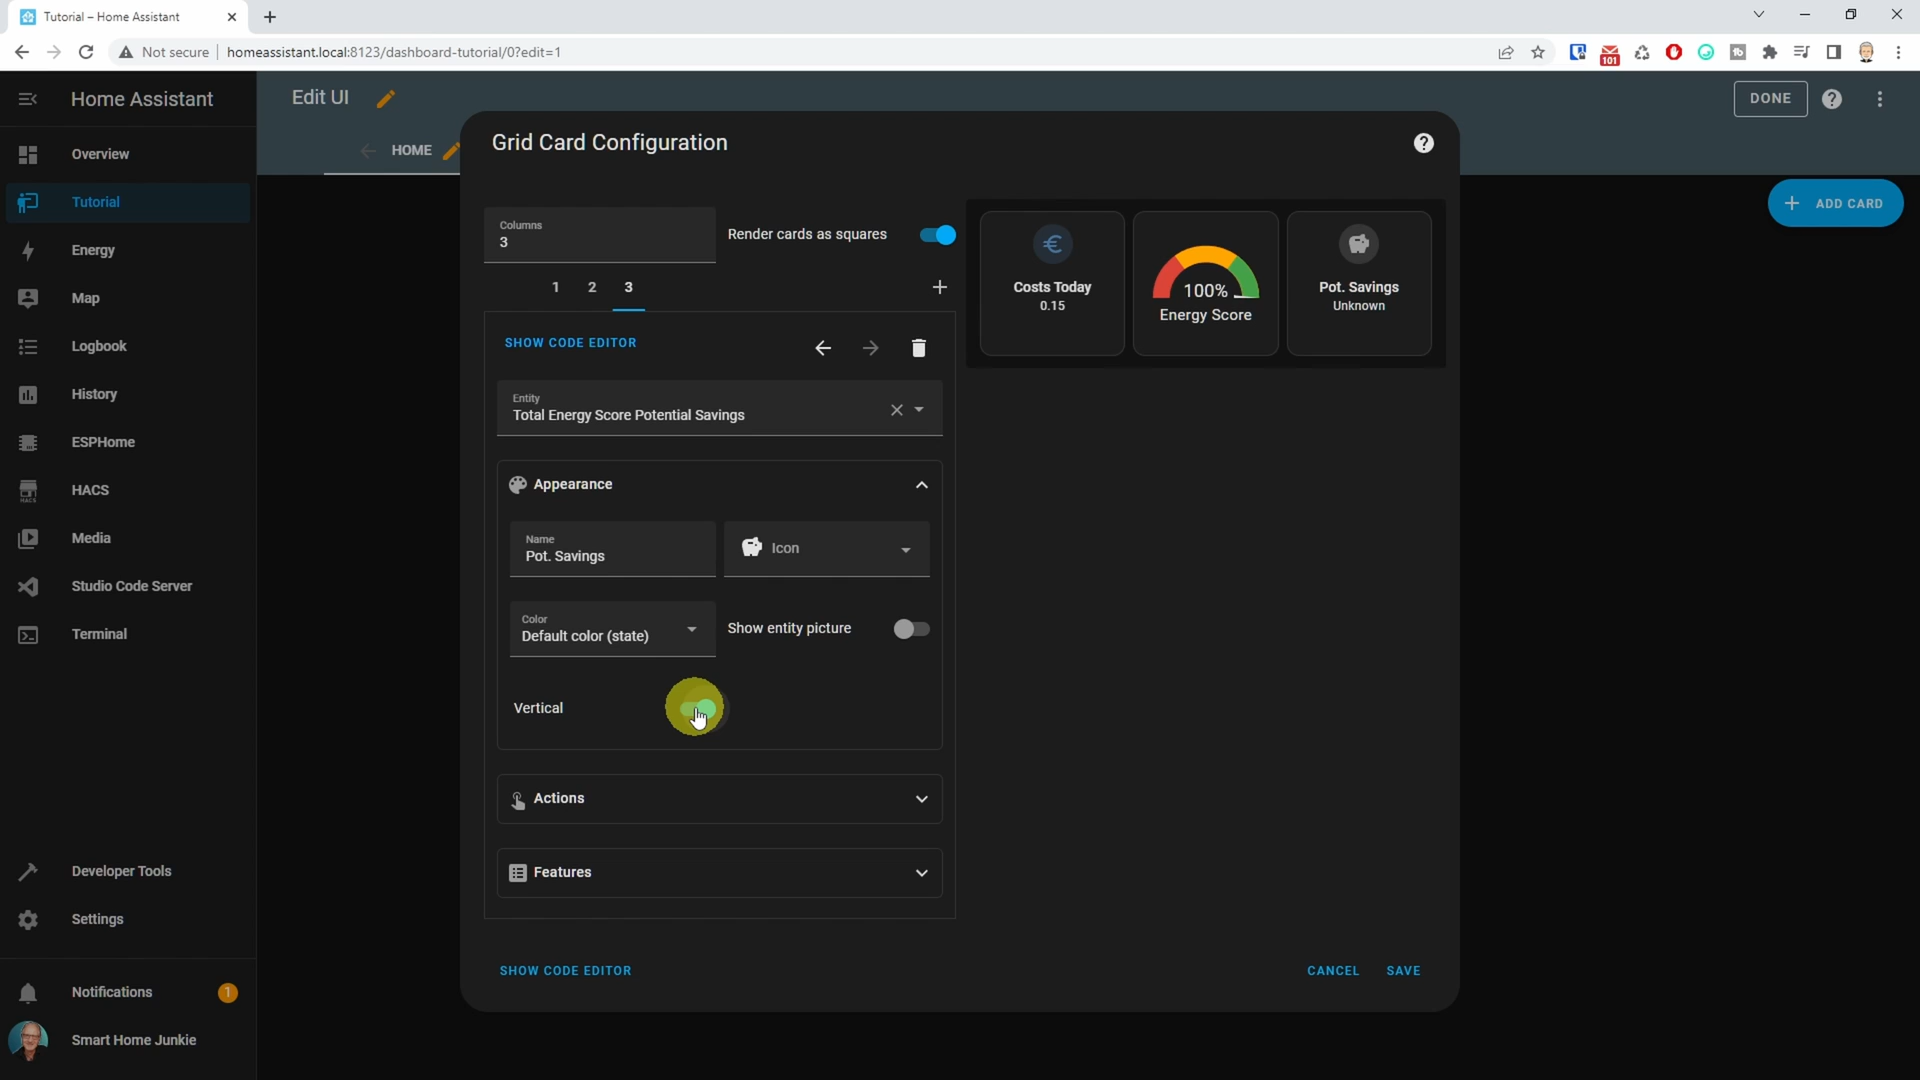 Tutorial – Home Assistant
Not secure
homeassistant.local:8123/dashboard-tutorial/0?edit=1
101
Home Assistant
Edit UI
DONE
HOME
Overview
Tutorial
Energy
Map
Logbook
History
ESPHome
HACS
HACS
Media
Studio Code Server
Terminal
Developer Tools
Settings
Notifications
1
Smart Home Junkie
ADD CARD
Grid Card Configuration
Columns
3
Render cards as squares
1 2 3
SHOW CODE EDITOR
Entity
Total Energy Score Potential Savings
Appearance
Name
Pot. Savings
Icon
Color
Default color (state)
Show entity picture
Vertical
Actions
Features
SHOW CODE EDITOR
CANCEL
SAVE
€
Costs Today
0.15
100%
Energy Score
Pot. Savings
Unknown